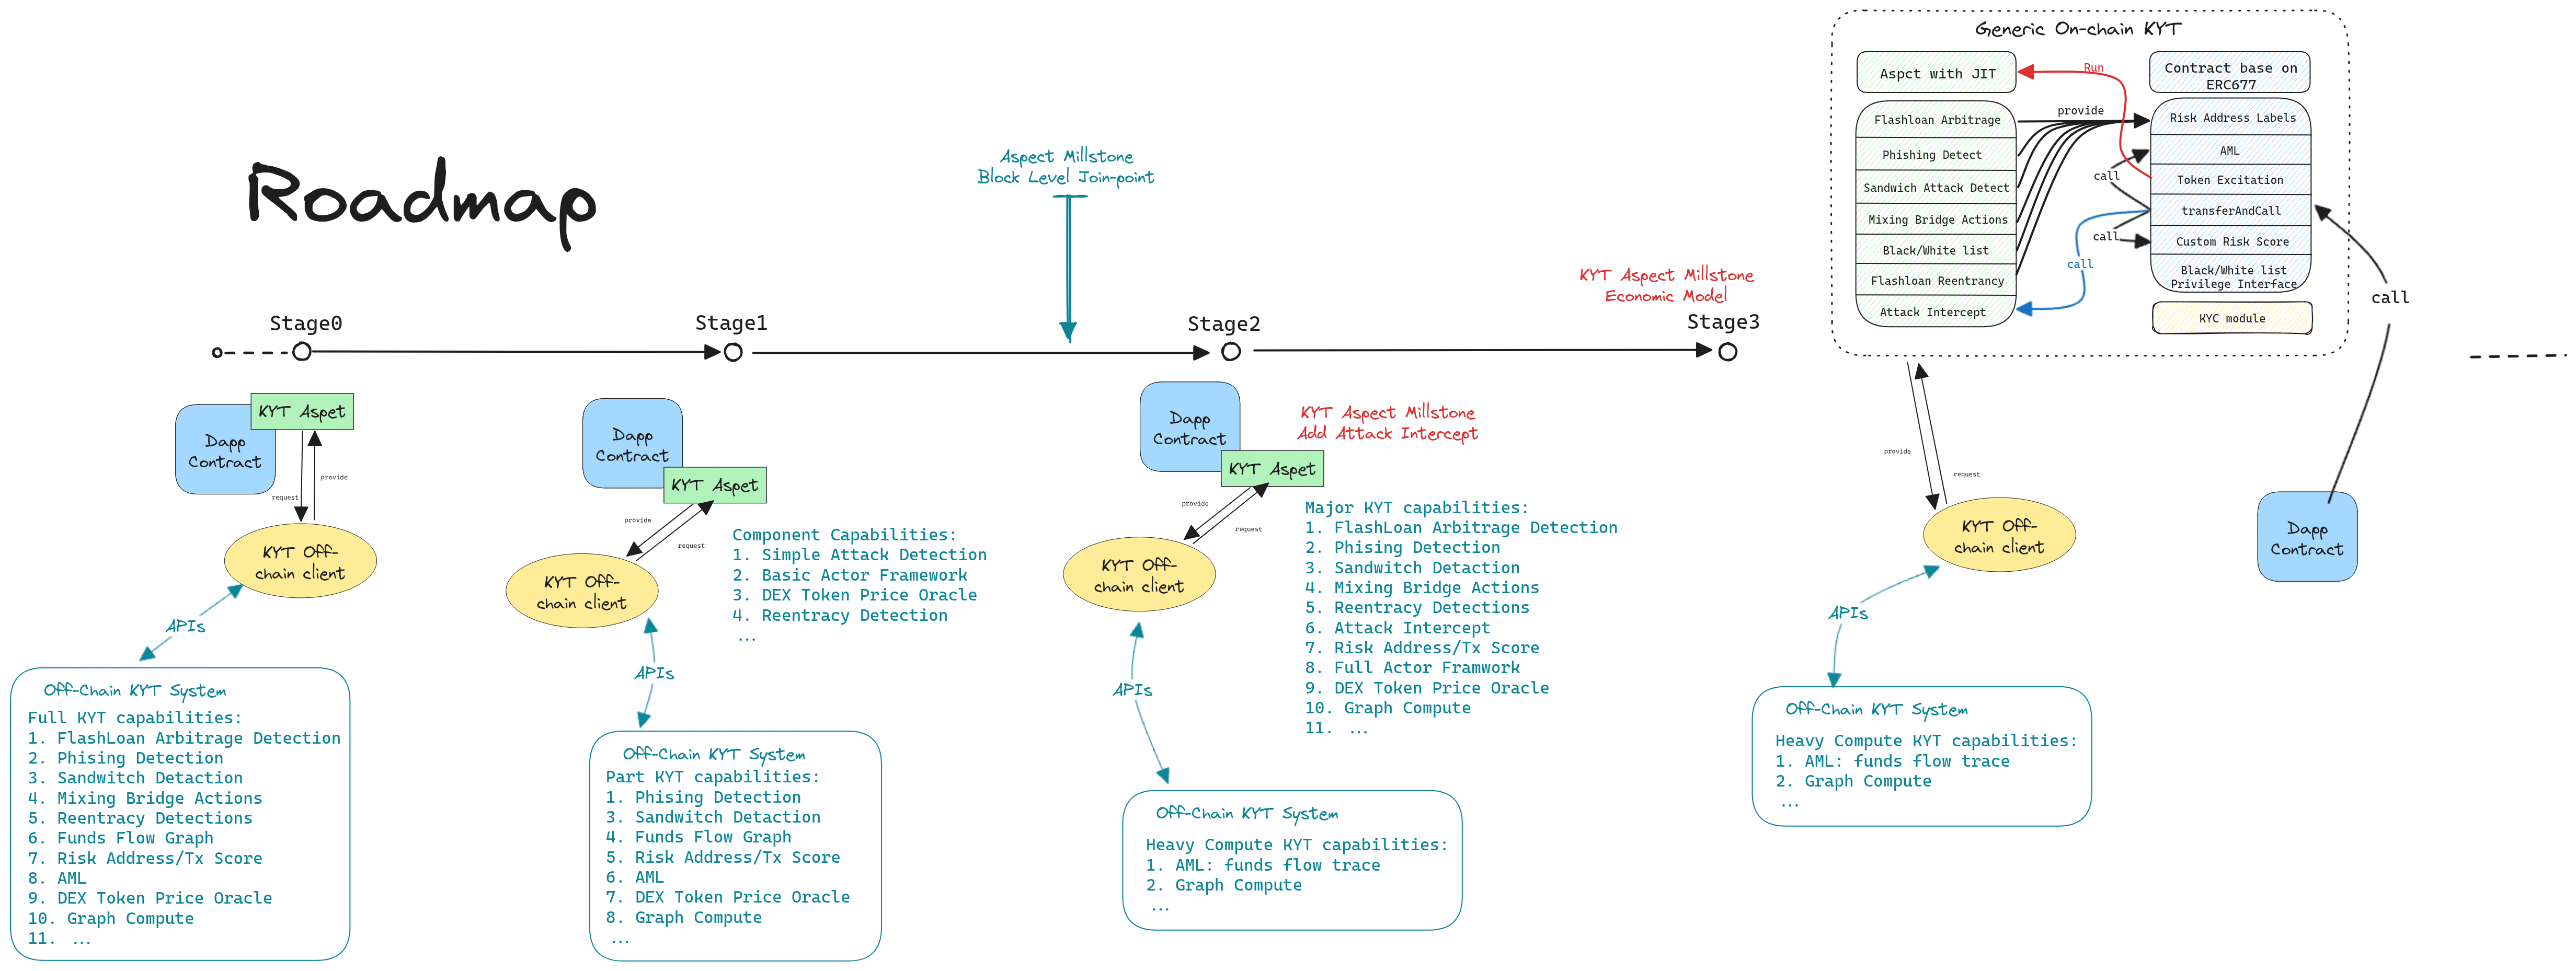 Roadmap
Aspect Millstone
Block Level Join-point
KYT Aspect Millstone
Economic Model
Stage0
Stage1
Stage2
Stage3
Dapp
Contract
KYT Aspet
request
provide
KYT Off-
chain client
APIs
Off-Chain KYT System
Full KYT capabilities:
1. FlashLoan Arbitrage Detection
2. Phising Detection
3. Sandwitch Detaction
4. Mixing Bridge Actions
5. Reentracy Detections
6. Funds Flow Graph
7. Risk Address/Tx Score
8. AML
9. DEX Token Price Oracle
10. Graph Compute
11. ...
Dapp
Contract
KYT Aspet
provide
request
KYT Off-
chain client
Component Capabilities:
1. Simple Attack Detection
2. Basic Actor Framework
3. DEX Token Price Oracle
4. Reentracy Detection
...
APIs
Off-Chain KYT System
Part KYT capabilities:
1. Phising Detection
3. Sandwitch Detaction
4. Funds Flow Graph
5. Risk Address/Tx Score
6. AML
7. DEX Token Price Oracle
8. Graph Compute
...
Dapp
Contract
KYT Aspet
KYT Aspect Millstone
Add Attack Intercept
provide
request
KYT Off-
chain client
Major KYT capabilities:
1. FlashLoan Arbitrage Detection
2. Phising Detection
3. Sandwitch Detaction
4. Mixing Bridge Actions
5. Reentracy Detections
6. Attack Intercept
7. Risk Address/Tx Score
8. Full Actor Framwork
9. DEX Token Price Oracle
10. Graph Compute
11. ...
APIs
Off-Chain KYT System
Heavy Compute KYT capabilities:
1. AML: funds flow trace
2. Graph Compute
...
Generic On-chain KYT
Aspct with JIT
Run
Contract base on
ERC677
Flashloan Arbitrage
Phishing Detect
Sandwich Attack Detect
Mixing Bridge Actions
Black/White list
Flashloan Reentrancy
Attack Intercept
provide
call
call
call
Risk Address Labels
AML
Token Excitation
transferAndCall
Custom Risk Score
Black/White list
Privilege Interface
KYC module
call
provide
request
KYT Off-
chain client
Dapp
Contract
APIs
Off-Chain KYT System
Heavy Compute KYT capabilities:
1. AML: funds flow trace
2. Graph Compute
...